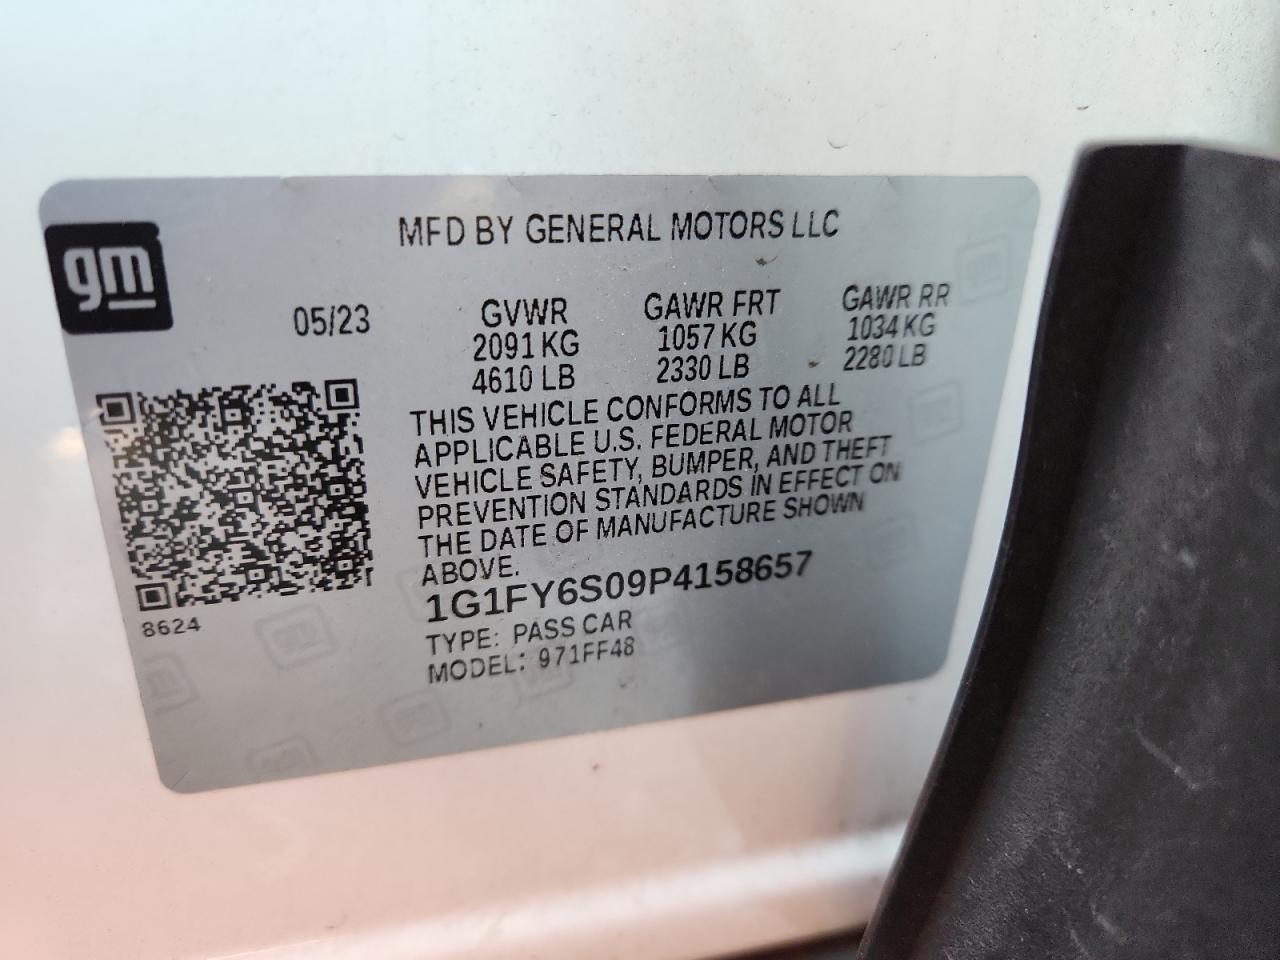 gm
MFD BY GENERAL MOTORS LLC
05/23
GVWR
2091 KG
4610 LB
GAWR FRT
1057 KG
2330 LB
GAWR RR
1034 KG
2280 LB
THIS VEHICLE CONFORMS TO ALL
APPLICABLE U.S. FEDERAL MOTOR
VEHICLE SAFETY, BUMPER, AND THEFT
PREVENTION STANDARDS IN EFFECT ON
THE DATE OF MANUFACTURE SHOWN
ABOVE.
1G1FY6S09P4158657
TYPE: PASS CAR
MODEL: 971FF48
8624